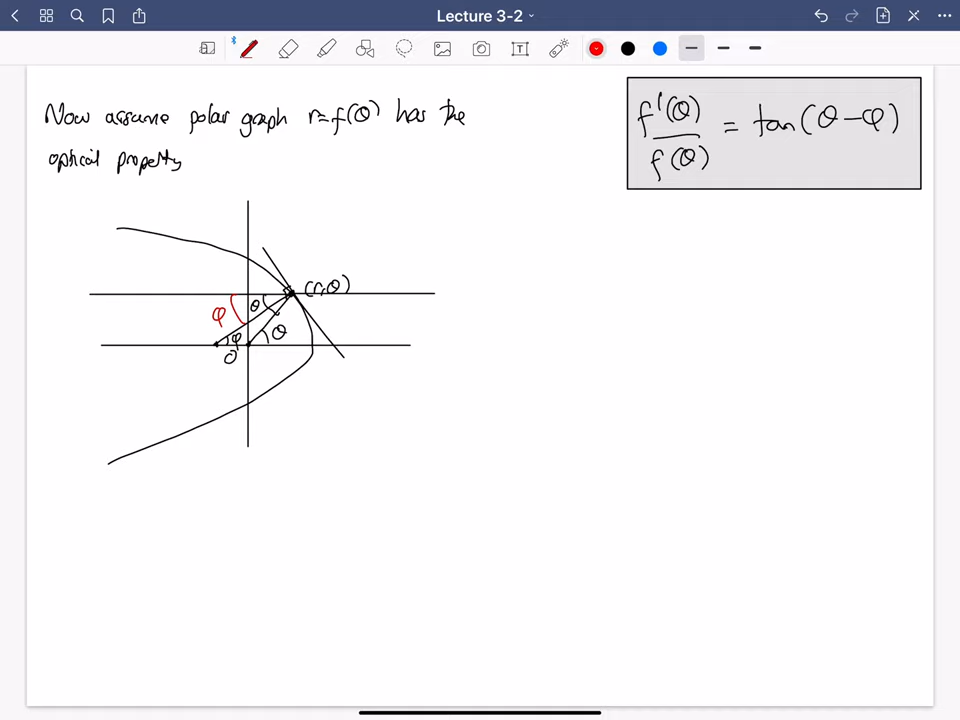 Lecture 3-2
Now assume polar graph r=f(θ) has the
optical property
f'(θ)
f(θ)
= tan(θ-φ)
(r,θ)
φ
θ
φ
θ
O